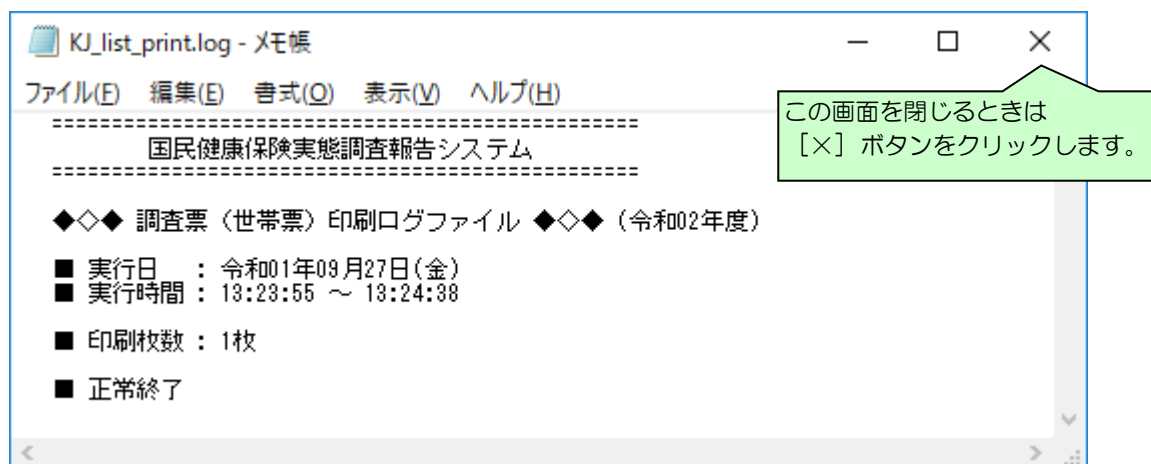 KJ_list_print.log - メモ帳
ファイル(F) 編集(E) 書式(O) 表示(V) ヘルプ(H)
この画面を閉じるときは
［×］ボタンをクリックします。
=================================================
国民健康保険実態調査報告システム
=================================================
◆◇◆ 調査票（世帯票）印刷ログファイル ◆◇◆（令和02年度）
■ 実行日　 : 令和01年09月27日(金)
■ 実行時間 : 13:23:55 ～ 13:24:38
■ 印刷枚数 : 1枚
■ 正常終了